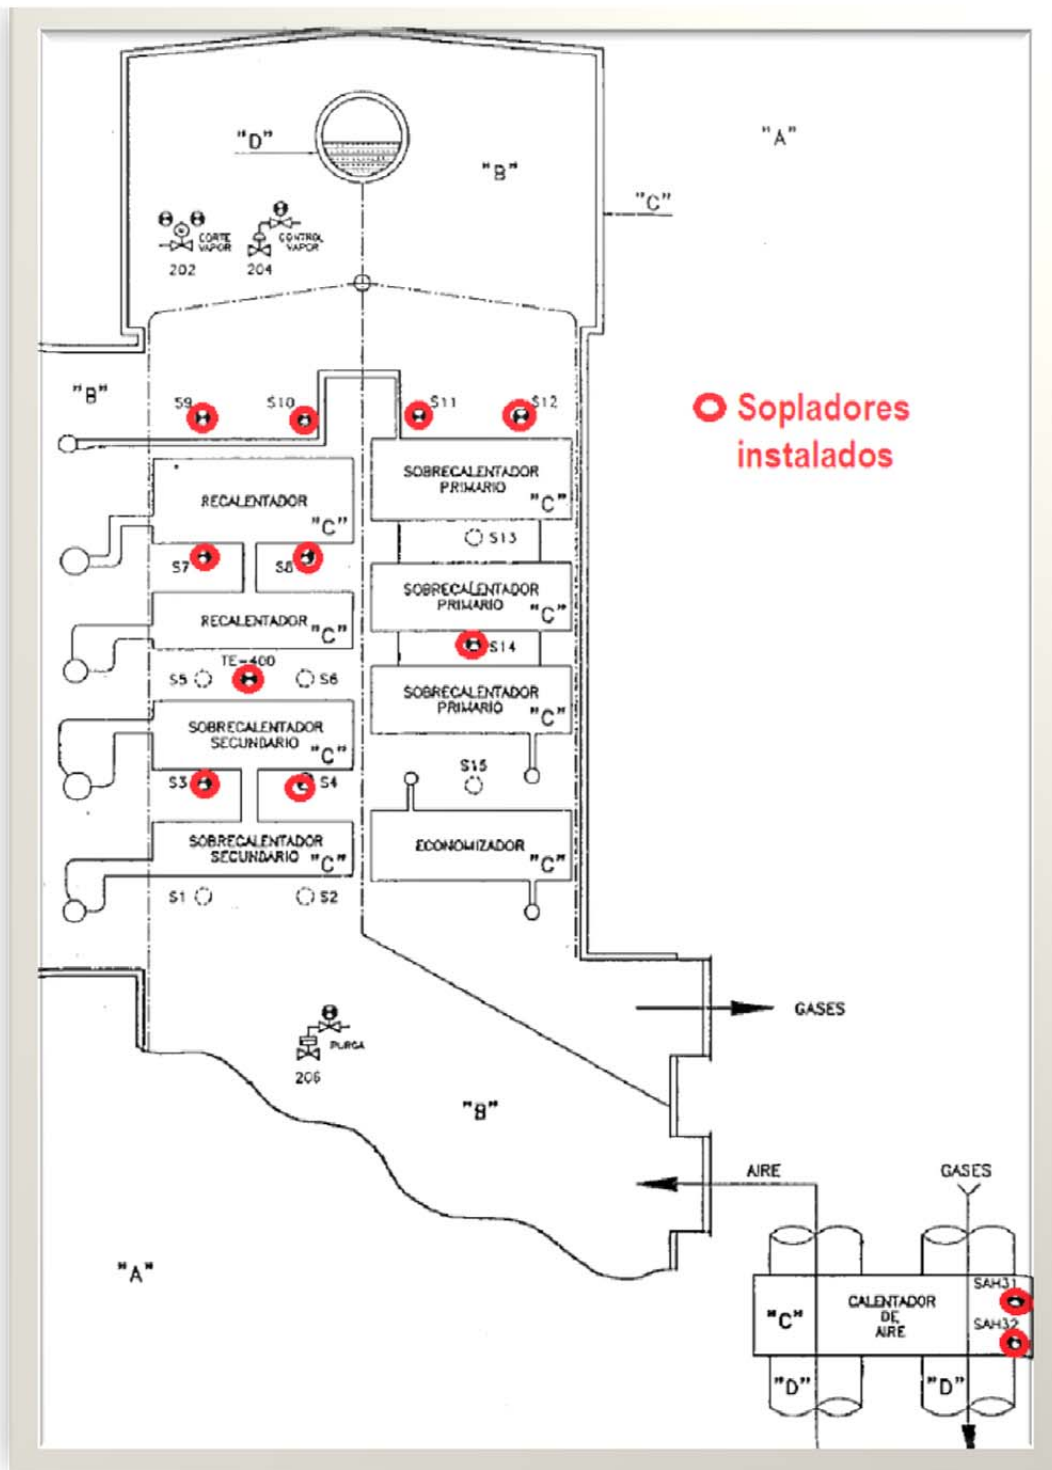 "D"
"A"
"B"
"C"
CORTE
VAPOR
202
CONTROL
VAPOR
204
"B"
S9
S10
S11
S12
Sopladores
instalados
RECALENTADOR
"C"
SOBRECALENTADOR
PRIMARIO
"C"
S13
S7
S8
SOBRECALENTADOR
PRIMARIO
"C"
RECALENTADOR
"C"
S14
TE-400
S5
S6
SOBRECALENTADOR
PRIMARIO
"C"
SOBRECALENTADOR
SECUNDARIO
"C"
S15
S3
S4
SOBRECALENTADOR
SECUNDARIO
"C"
ECONOMIZADOR
"C"
S1
S2
GASES
PURGA
206
"B"
AIRE
GASES
"A"
SAH31
"C"
CALENTADOR
DE
AIRE
SAH32
"D"
"D"